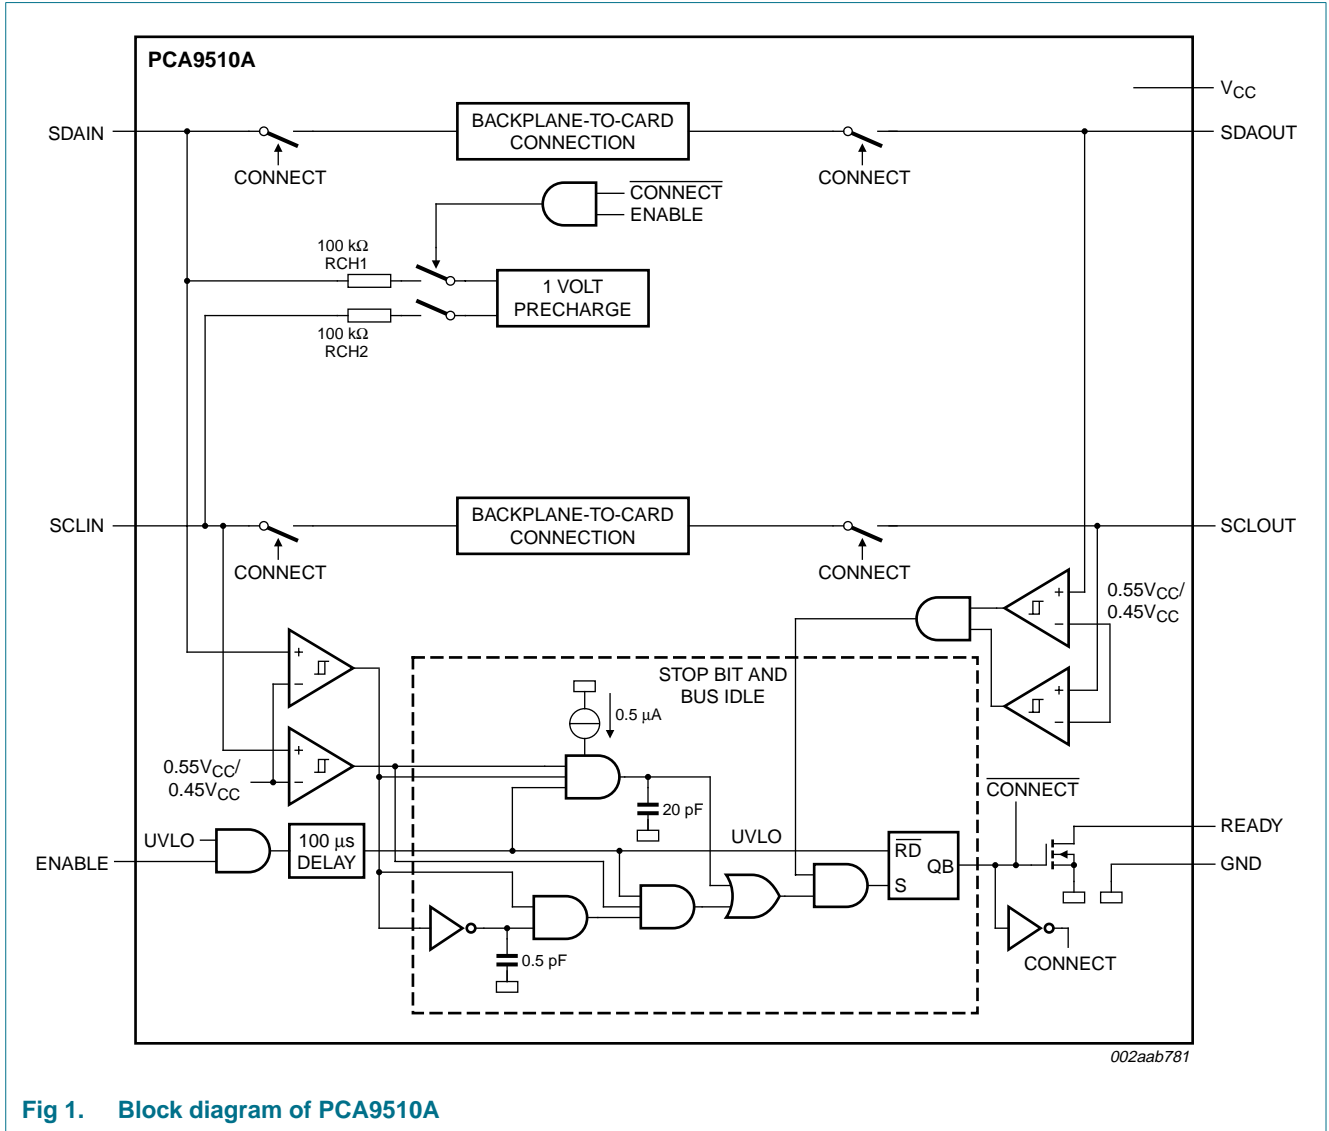 PCA9510A
VCC
SDAIN
BACKPLANE-TO-CARD
CONNECTION
SDAOUT
CONNECT
CONNECT
CONNECT
ENABLE
100 kΩ
RCH1
1 VOLT
PRECHARGE
100 kΩ
RCH2
SCLIN
BACKPLANE-TO-CARD
CONNECTION
SCLOUT
CONNECT
CONNECT
+
−
0.55VCC/
0.45VCC
+
−
STOP BIT AND
BUS IDLE
+
−
0.5 μA
+
−
0.55VCC/
0.45VCC
20 pF
CONNECT
UVLO
100 μs
DELAY
UVLO
READY
ENABLE
RD
QB
S
GND
0.5 pF
CONNECT
002aab781
Fig 1. Block diagram of PCA9510A